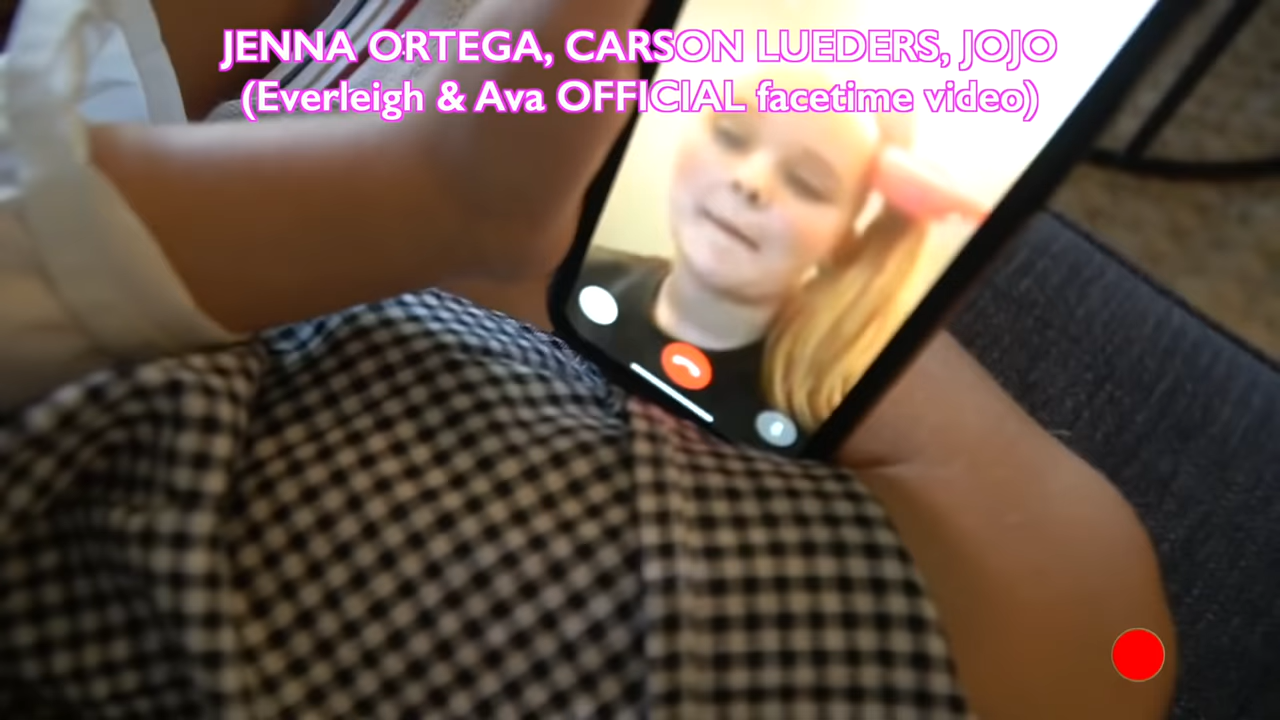 JENNA ORTEGA, CARSON LUEDERS, JOJO
(Everleigh & Ava OFFICIAL facetime video)